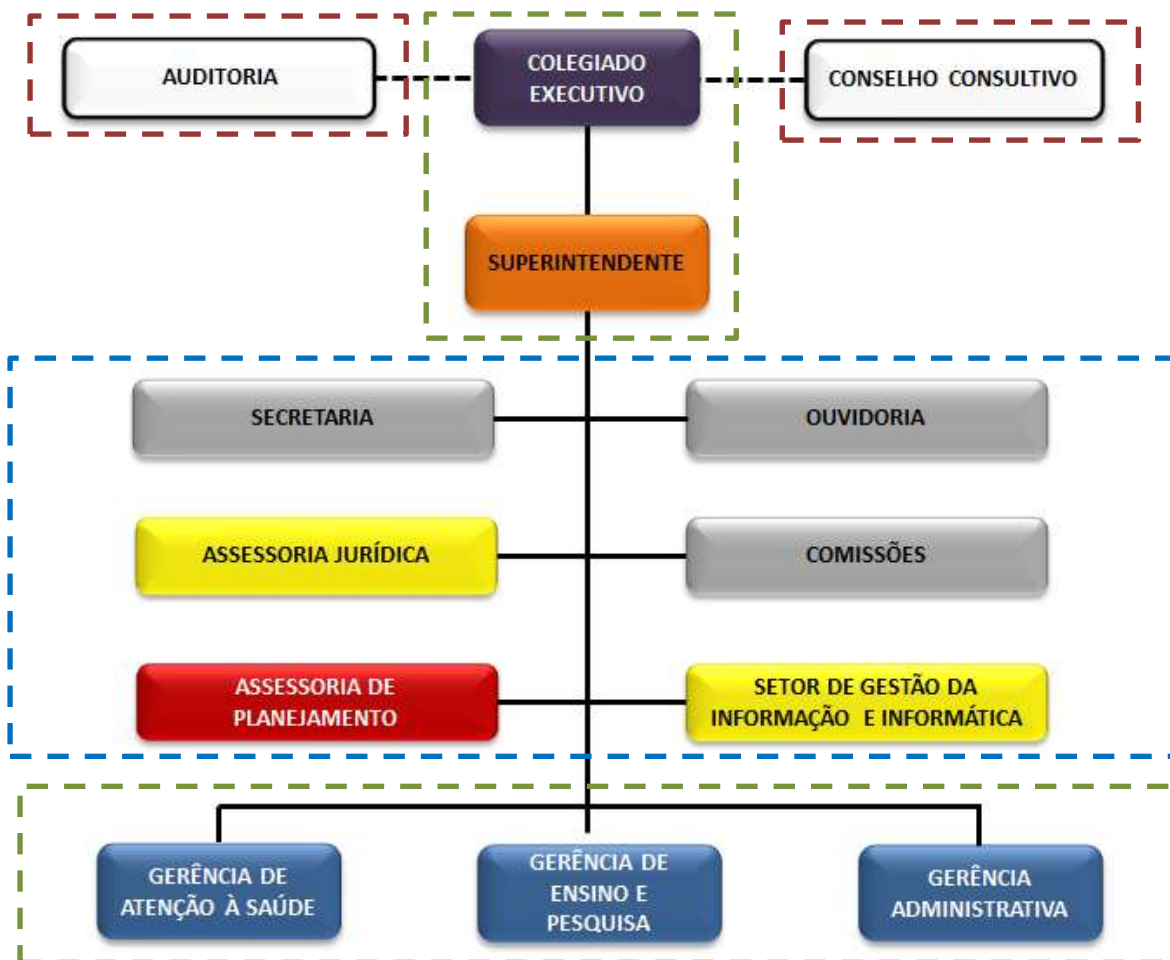 AUDITORIA
COLEGIADO
EXECUTIVO
CONSELHO CONSULTIVO
SUPERINTENDENTE
SECRETARIA
OUVIDORIA
ASSESSORIA JURÍDICA
COMISSÕES
ASSESSORIA DE
PLANEJAMENTO
SETOR DE GESTÃO DA
INFORMAÇÃO E INFORMÁTICA
GERÊNCIA DE
ATENÇÃO À SAÚDE
GERÊNCIA DE
ENSINO E
PESQUISA
GERÊNCIA
ADMINISTRATIVA